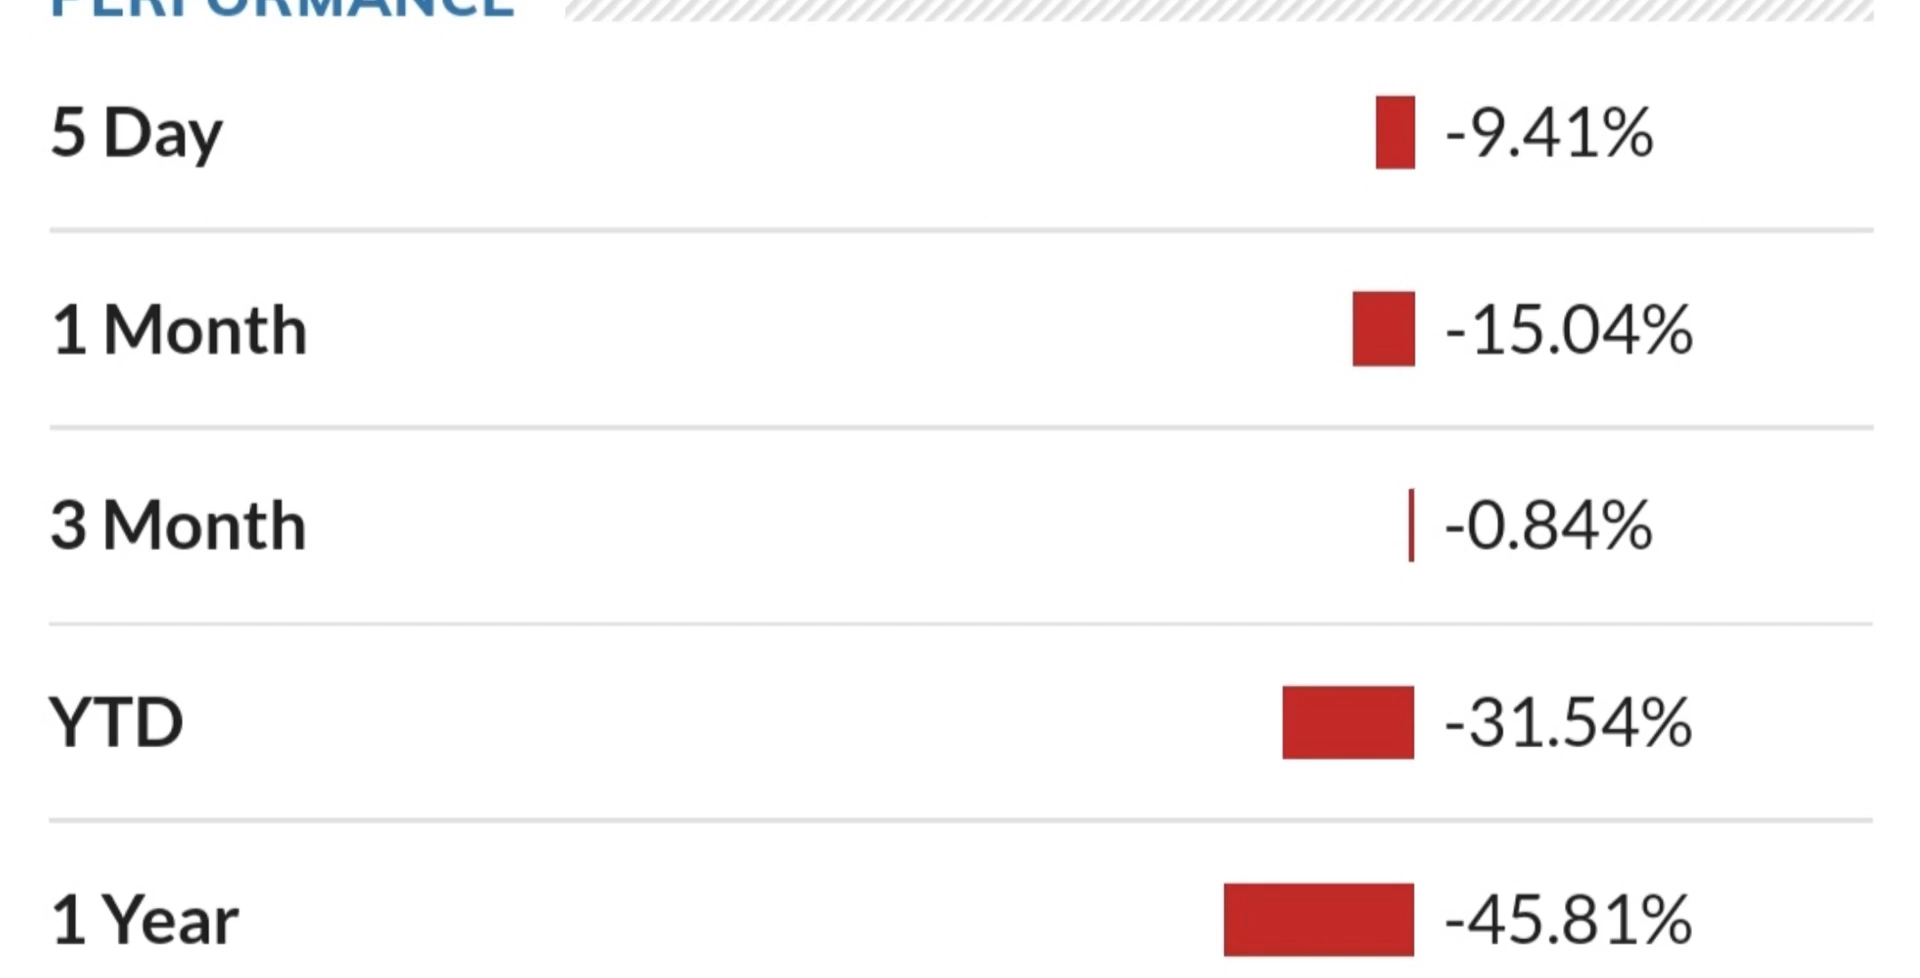 PERFORMANCE
5 Day -9.41%
1 Month -15.04%
3 Month -0.84%
YTD -31.54%
1 Year -45.81%